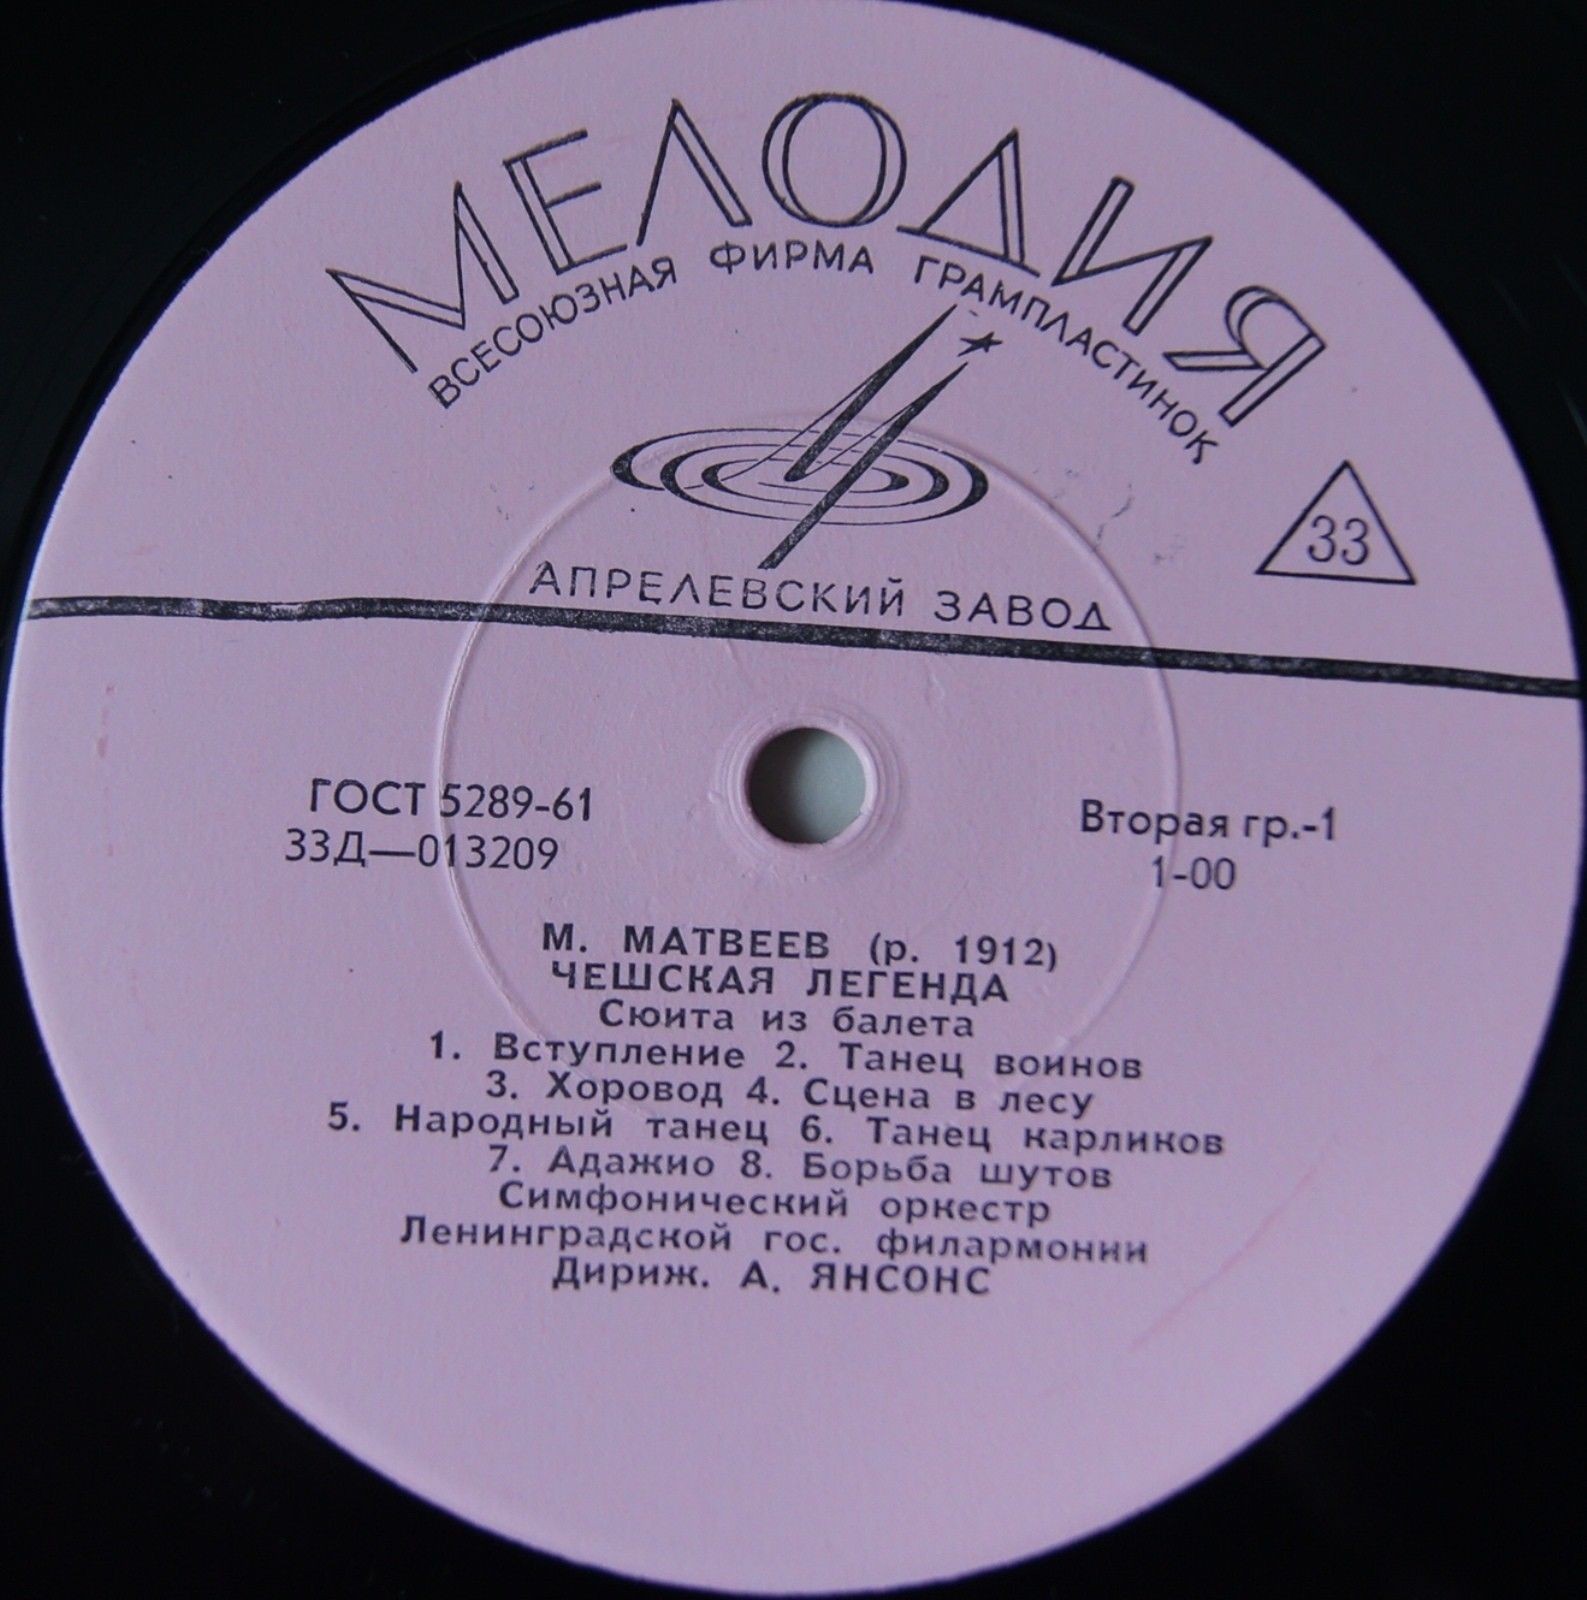 МЕЛОДИЯ
ВСЕСОЮЗНАЯ ФИРМА ГРАМПЛАСТИНОК
33
АПРЕЛЕВСКИЙ ЗАВОД
ГОСТ 5289-61
33Д—013209
Вторая гр.-1
1-00
М. МАТВЕЕВ (р. 1912)
ЧЕШСКАЯ ЛЕГЕНДА
Сюита из балета
1. Вступление 2. Танец воинов
3. Хоровод 4. Сцена в лесу
5. Народный танец 6. Танец карликов
7. Адажио 8. Борьба шутов
Симфонический оркестр
Ленинградской гос. филармонии
Дириж. А. ЯНСОНС